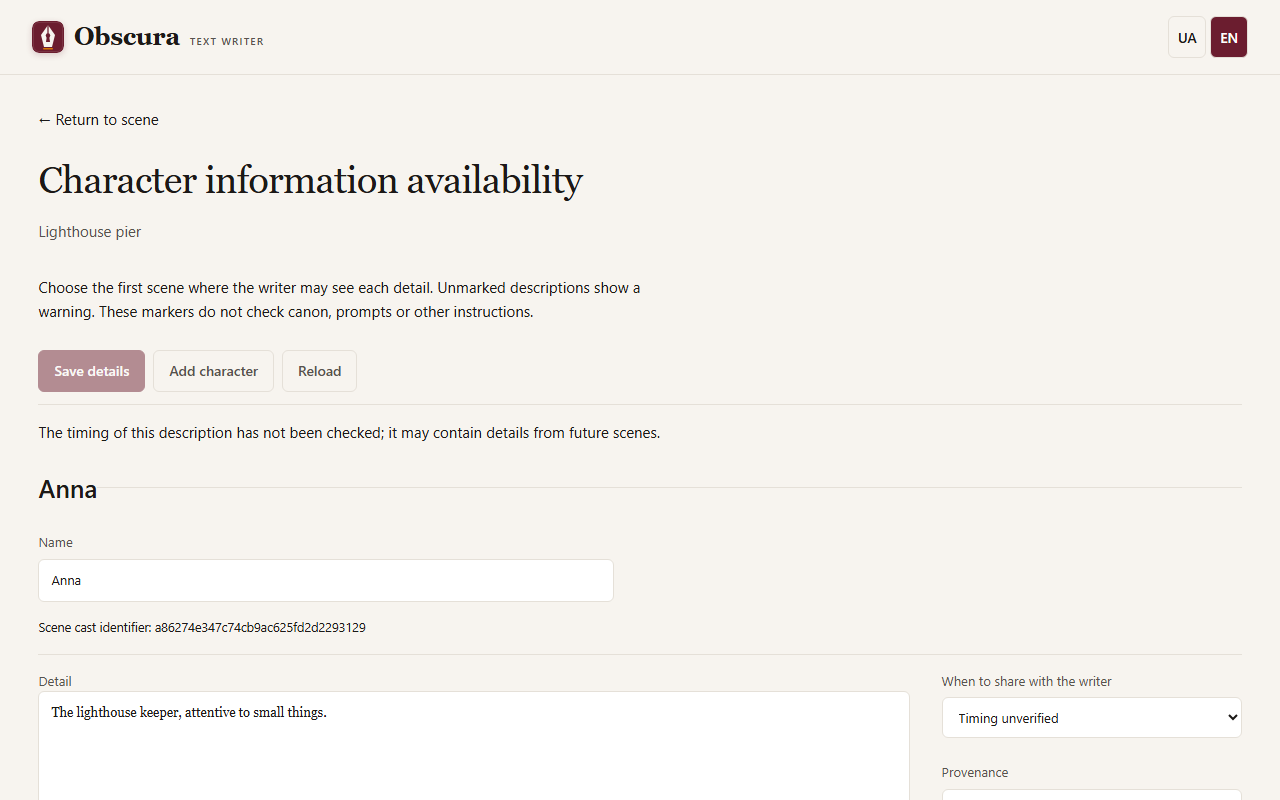 Obscura TEXT WRITER
UA EN
← Return to scene
Character information availability
Lighthouse pier
Choose the first scene where the writer may see each detail. Unmarked descriptions show a
warning. These markers do not check canon, prompts or other instructions.
Save details Add character Reload
The timing of this description has not been checked; it may contain details from future scenes.
Anna
Name
Anna
Scene cast identifier: a86274e347c74cb9ac625fd2d2293129
Detail
The lighthouse keeper, attentive to small things.
When to share with the writer
Timing unverified
Provenance